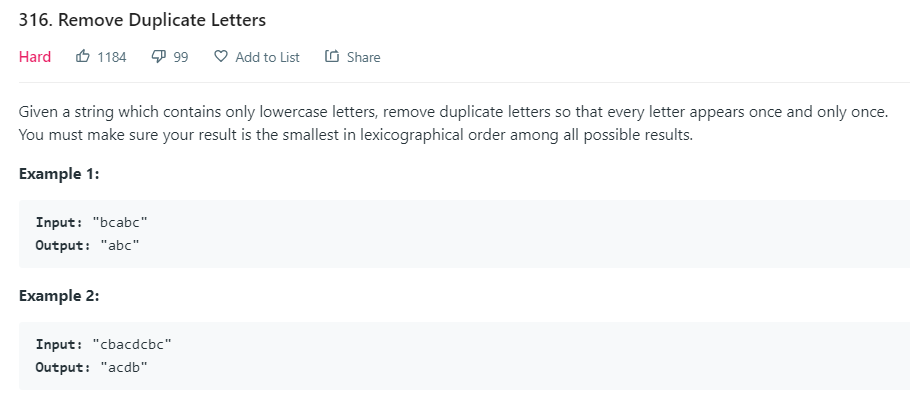 316. Remove Duplicate Letters
Hard 1184 99 Add to List Share
Given a string which contains only lowercase letters, remove duplicate letters so that every letter appears once and only once.
You must make sure your result is the smallest in lexicographical order among all possible results.
Example 1:
Input: "bcabc"
Output: "abc"
Example 2:
Input: "cbacdcbc"
Output: "acdb"